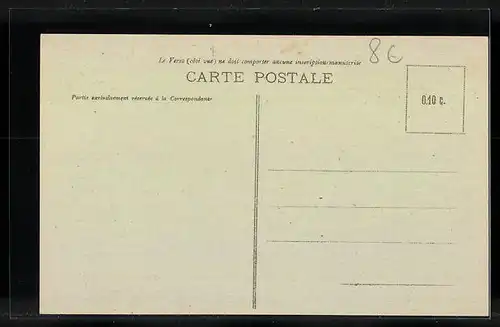 8€
Le Verso (côté vue) ne doit comporter aucune inscription manuscrite
CARTE POSTALE
Partie exclusivement réservée à la Correspondance
0.10 c.